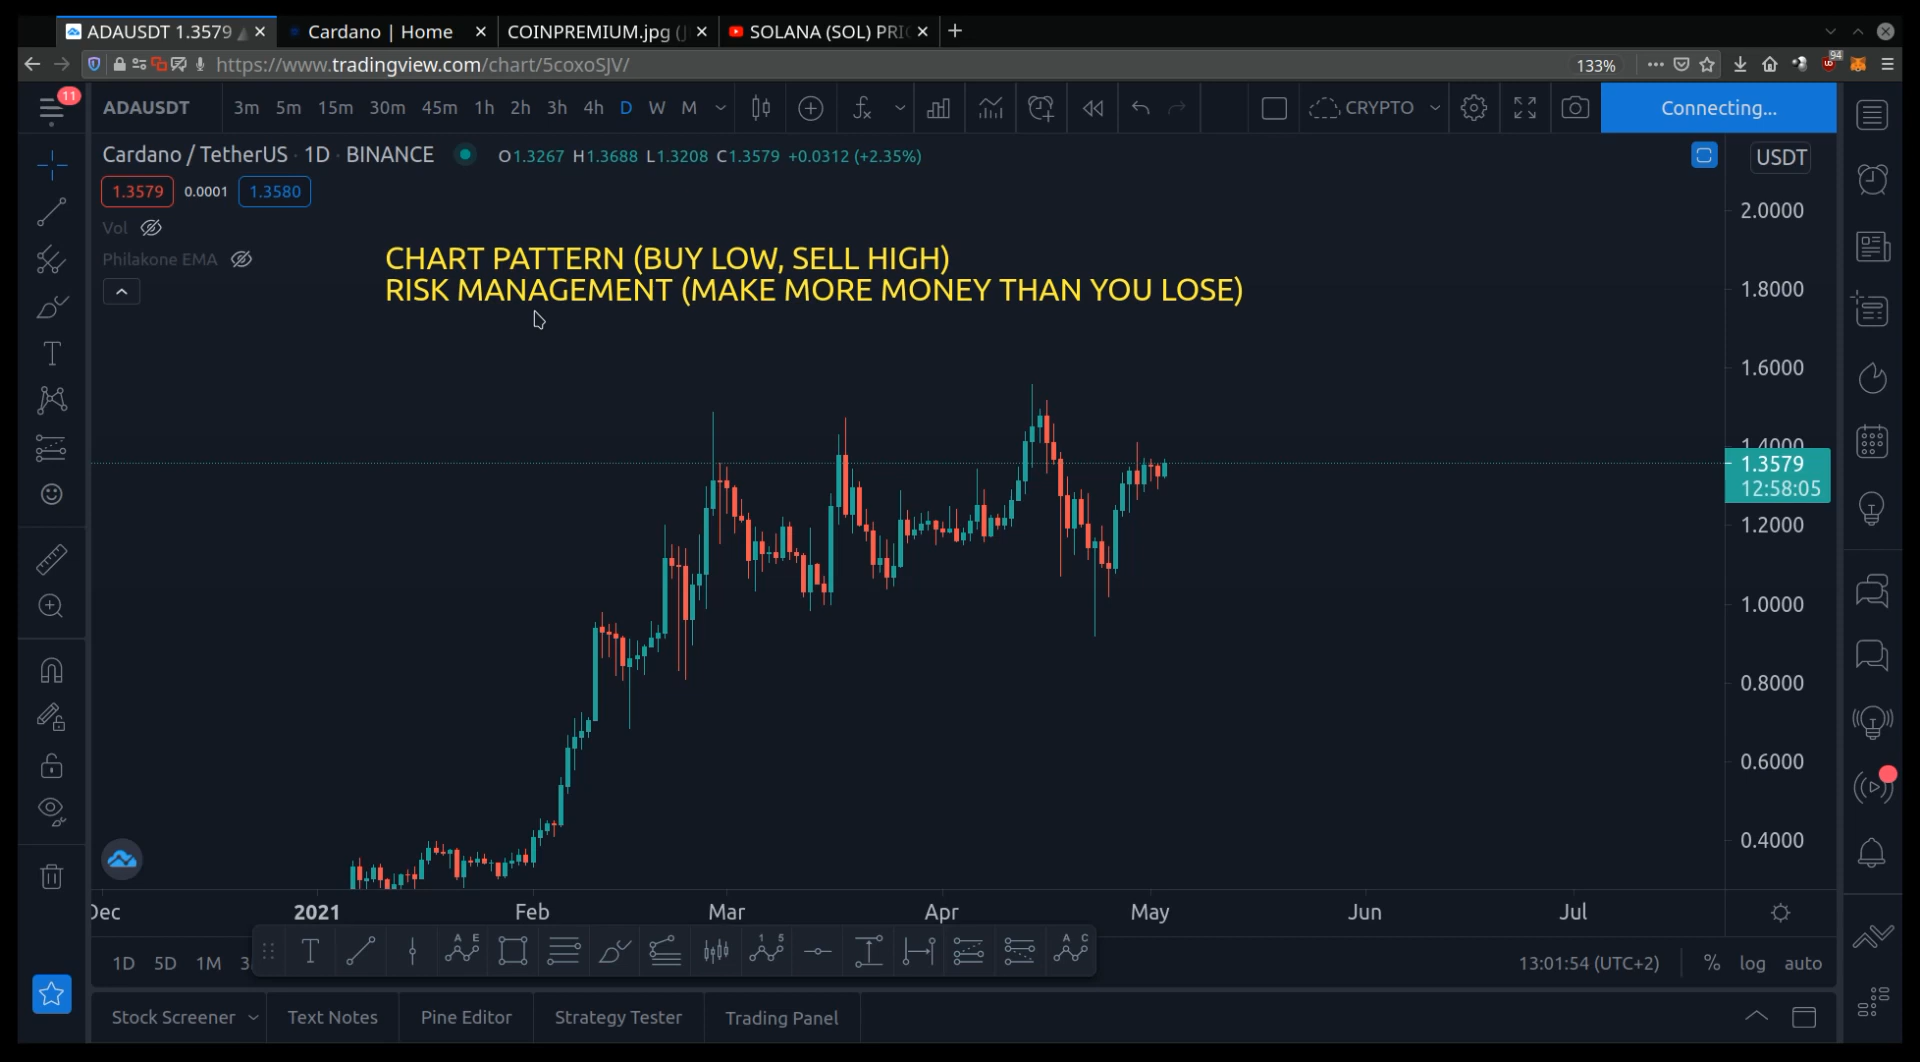 ADAUSDT 1.3579
Cardano | Home
COINPREMIUM.jpg (J
SOLANA (SOL) PRI
https://www.tradingview.com/chart/5coxoSJV/
133%
94
11
ADAUSDT
3m 5m 15m 30m 45m 1h 2h 3h 4h D W M
CRYPTO
Connecting...
Cardano / TetherUS · 1D · BINANCE
O1.3267 H1.3688 L1.3208 C1.3579 +0.0312 (+2.35%)
USDT
1.3579 0.0001 1.3580
Vol
Philakone EMA
CHART PATTERN (BUY LOW, SELL HIGH)
RISK MANAGEMENT (MAKE MORE MONEY THAN YOU LOSE)
2.0000
1.8000
1.6000
1.4000
1.3579
12:58:05
1.2000
1.0000
0.8000
0.6000
0.4000
Dec 2021 Feb Mar Apr May Jun Jul
1D 5D 1M 3
13:01:54 (UTC+2) % log auto
Stock Screener Text Notes Pine Editor Strategy Tester Trading Panel